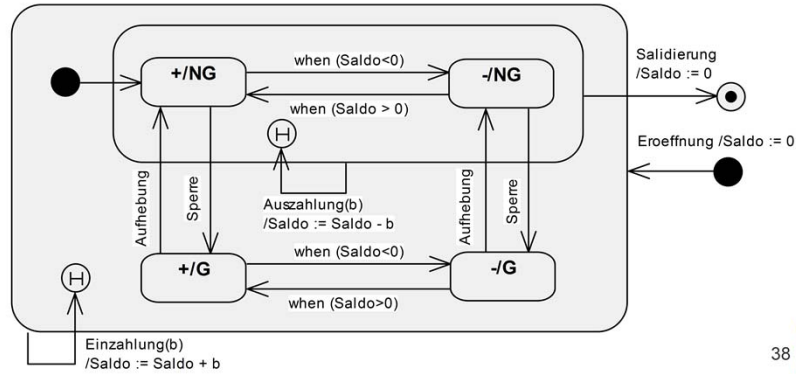 when (Saldo<0)
Salidierung
/Saldo := 0
+/NG
-/NG
when (Saldo > 0)
H
Eroeffnung /Saldo := 0
Aufhebung
Sperre
Auszahlung(b)
/Saldo := Saldo - b
Aufhebung
Sperre
when (Saldo<0)
+/G
-/G
H
when (Saldo>0)
Einzahlung(b)
/Saldo := Saldo + b
38